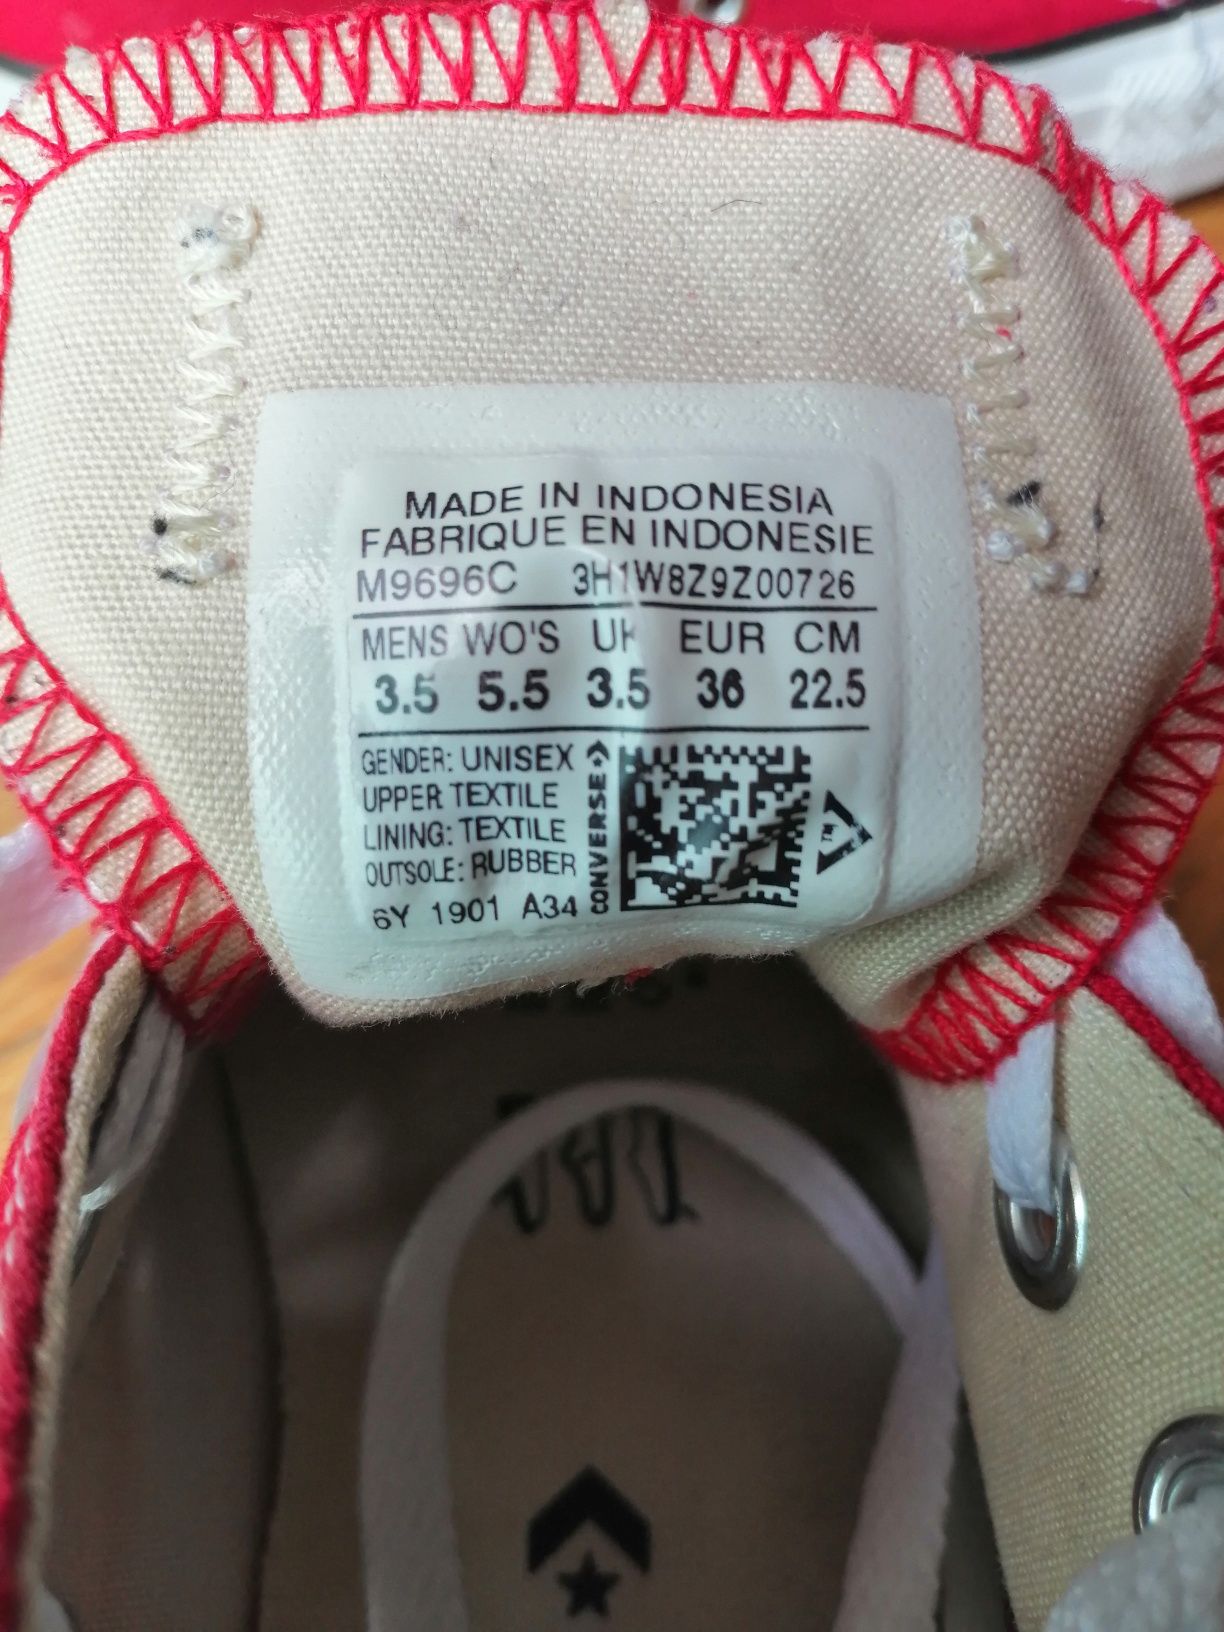 MADE IN INDONESIA
FABRIQUE EN INDONESIE
M9696C 3H1W8Z9Z00726
MENS WO'S UK EUR CM
3.5 5.5 3.5 36 22.5
GENDER: UNISEX
UPPER TEXTILE
LINING: TEXTILE
OUTSOLE: RUBBER
6Y 1901 A34
CONVERSE
TM